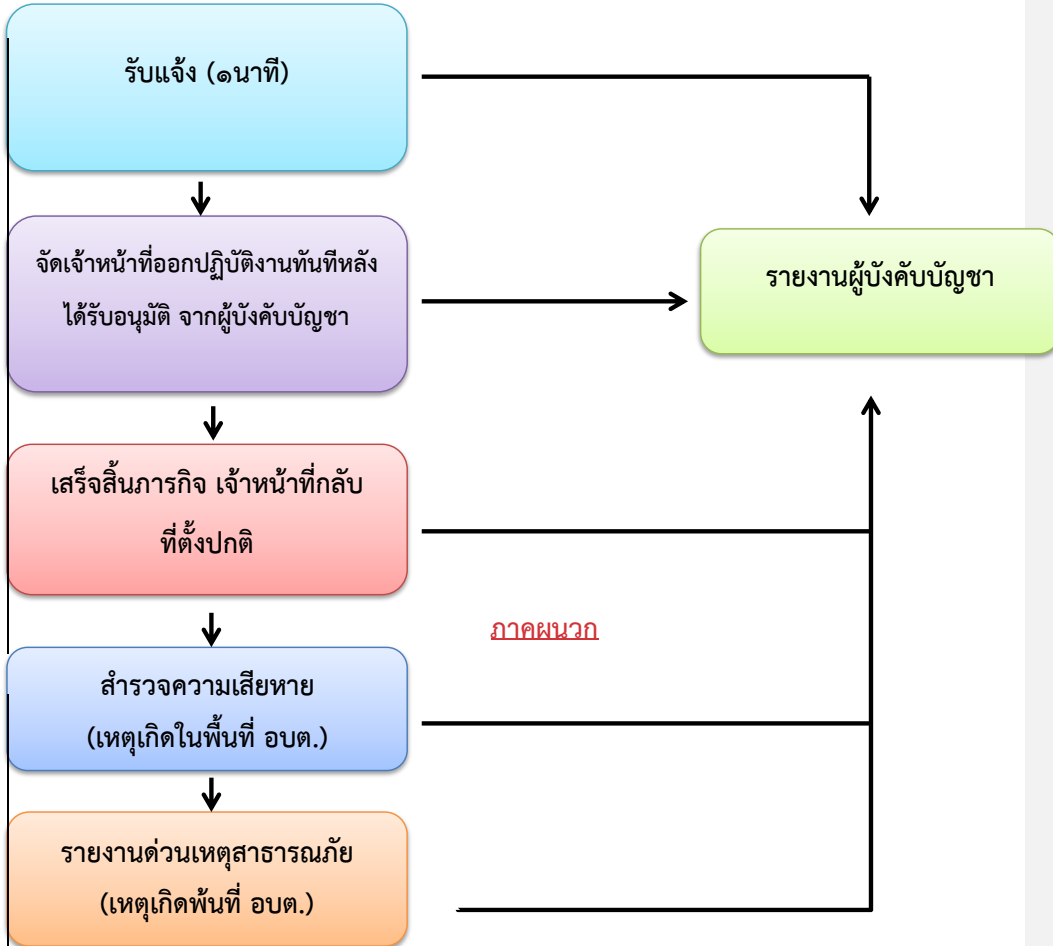 รับแจ้ง (๑นาที)
จัดเจ้าหน้าที่ออกปฏิบัติงานทันทีหลัง
ได้รับอนุมัติ จากผู้บังคับบัญชา
รายงานผู้บังคับบัญชา
เสร็จสิ้นภารกิจ เจ้าหน้าที่กลับ
ที่ตั้งปกติ
ภาคผนวก
สำรวจความเสียหาย
(เหตุเกิดในพื้นที่ อบต.)
รายงานด่วนเหตุสาธารณภัย
(เหตุเกิดพ้นที่ อบต.)